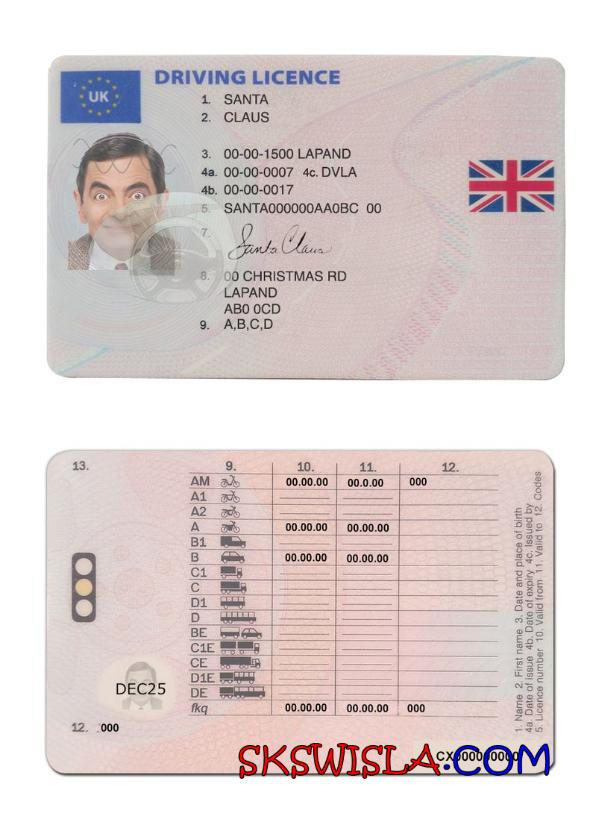 UK
DRIVING LICENCE
1. SANTA
2. CLAUS
3. 00-00-1500 LAPAND
4a. 00-00-0007 4c. DVLA
4b. 00-00-0017
5. SANTA000000AA0BC 00
7. Santa Claus
8. 00 CHRISTMAS RD
LAPAND
AB0 0CD
9. A,B,C,D
13. 9. 10. 11. 12.
AM 00.00.00 00.0.00 000
A1
A2
A 00.00.00 00.00.00
B1
B 00.00.00 00.00.00
C1
C
D1
D
BE
C1E
CE
D1E
DE
fkq 00.00.00 00.00.00 000
DEC25
12. 000
1. Name 2. First name 3. Date and place of birth
4a. Date of issue 4b. Date of expiry 4c. Issued by
5. Licence number 10. Valid from 11. Valid to 12. Codes
SKSWISLA.COM